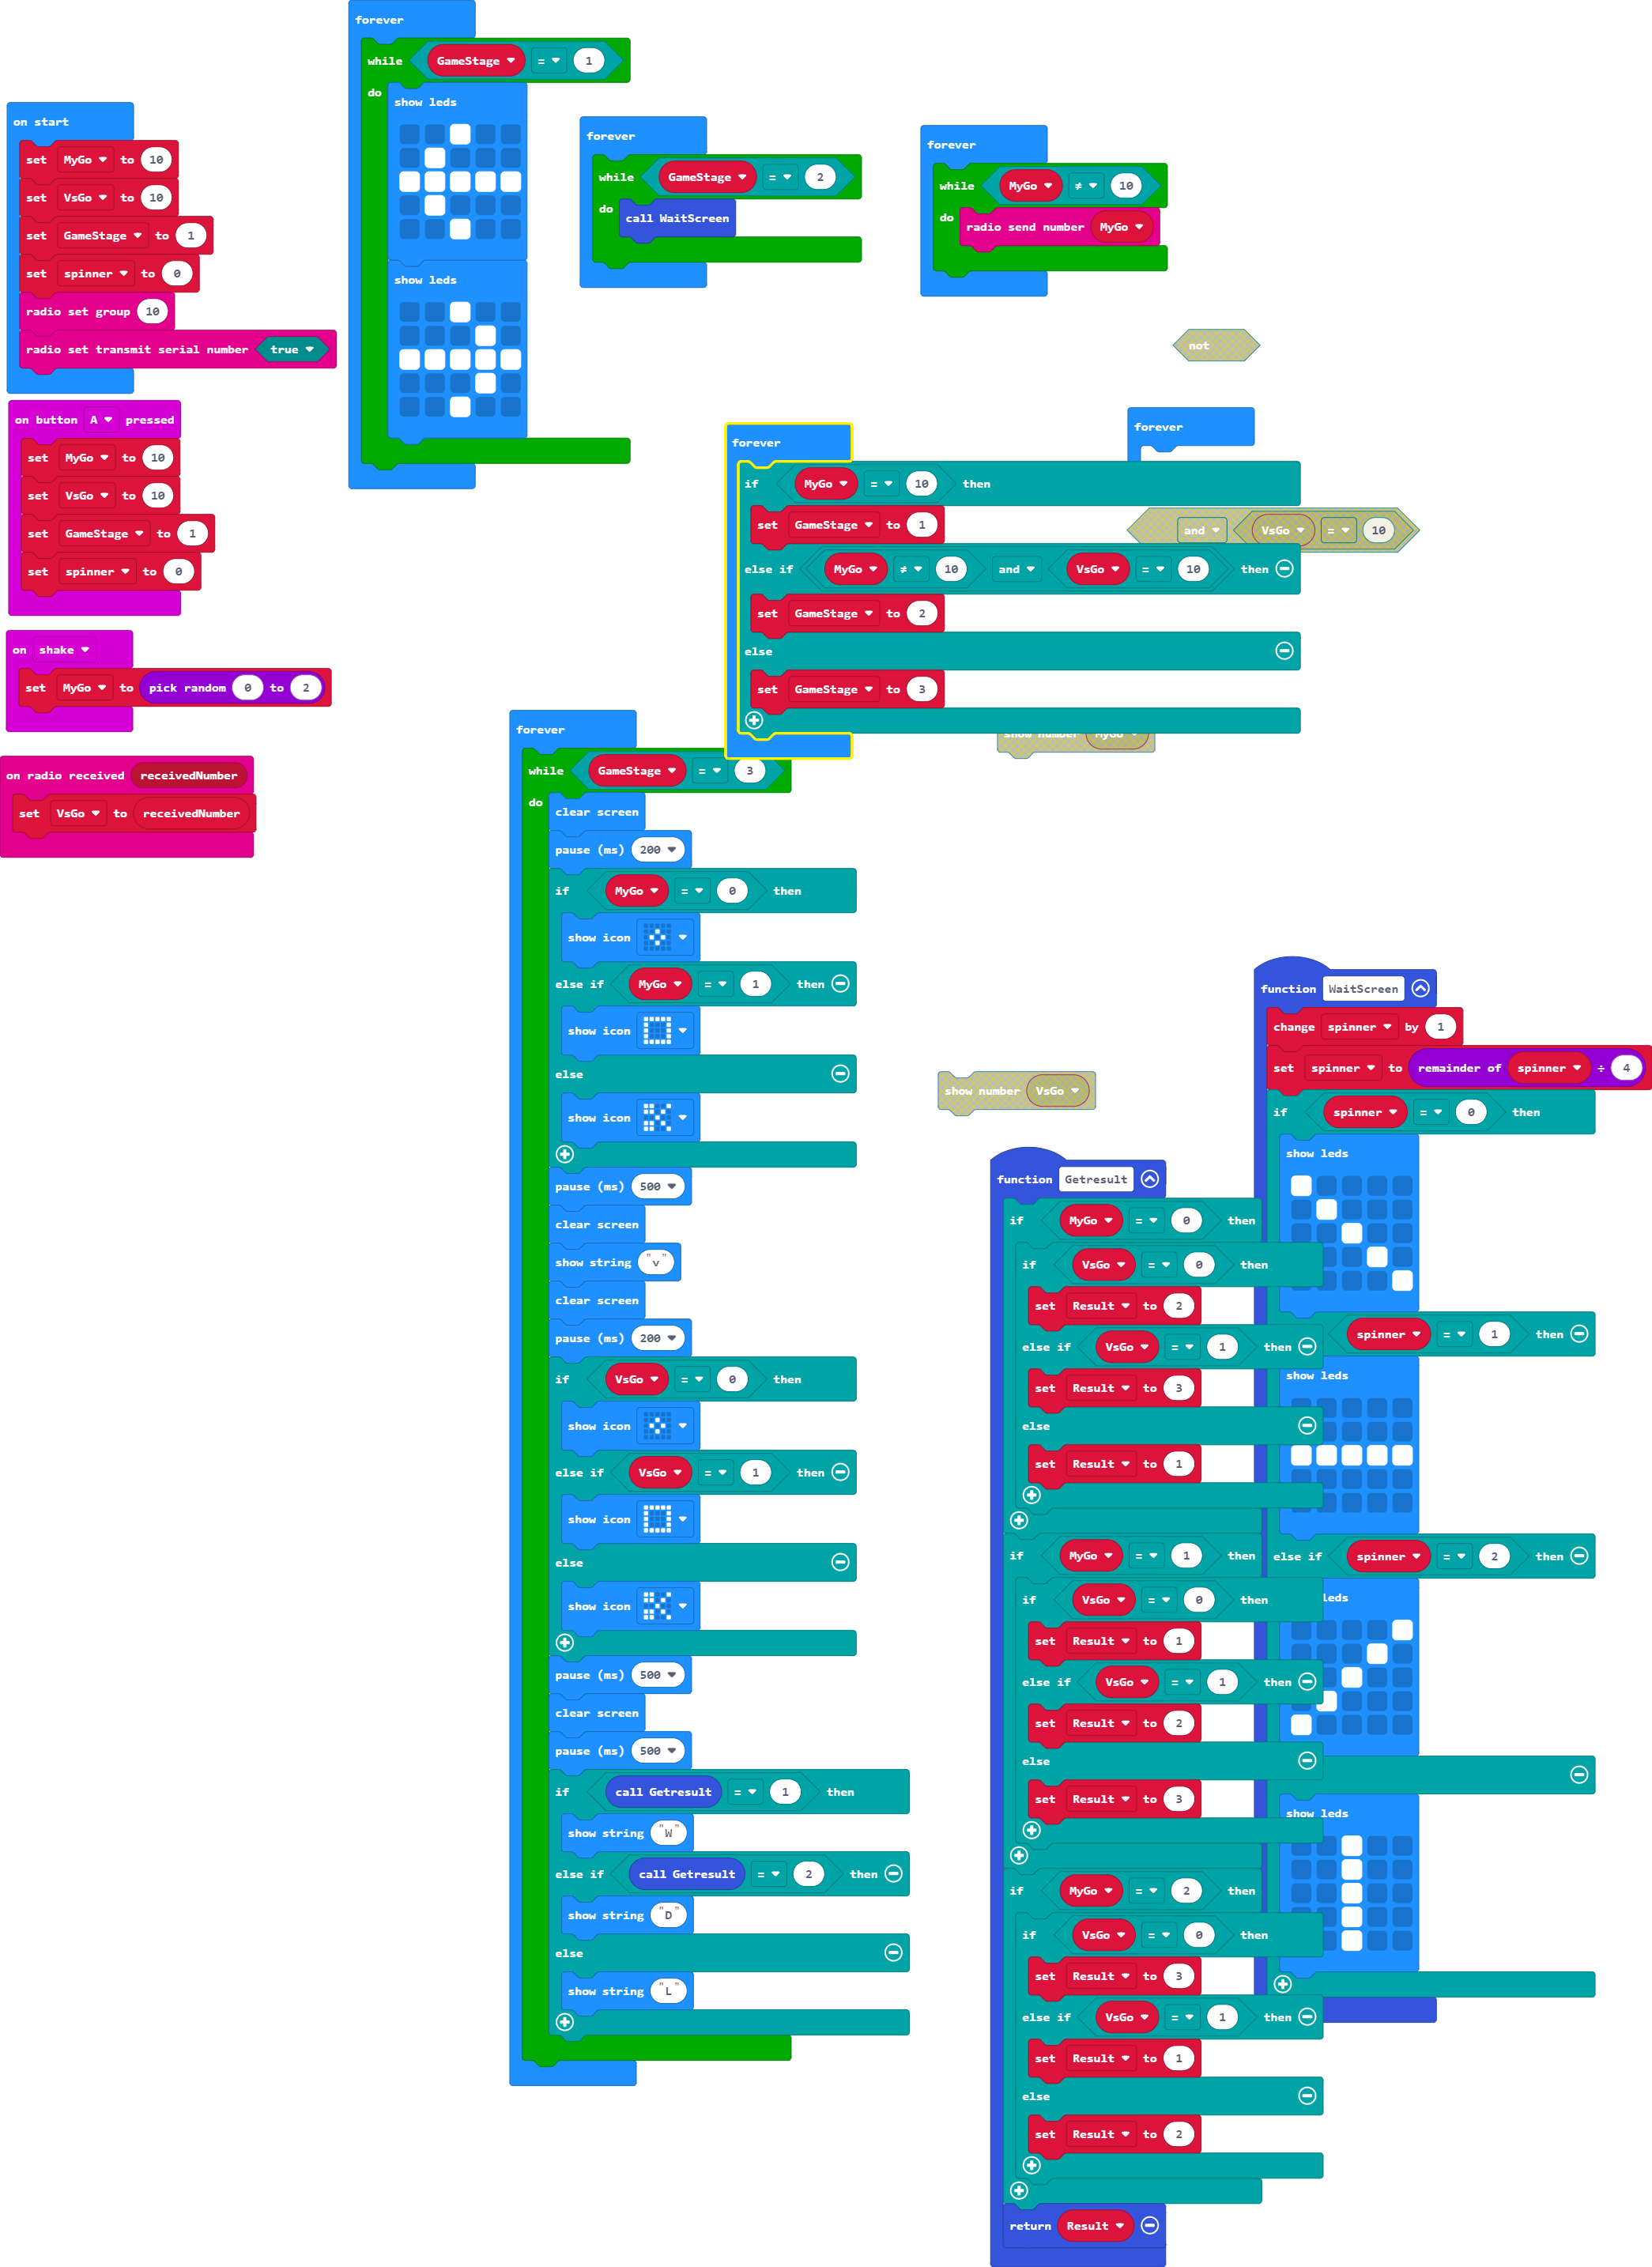 on start
set MyGo to 10
set VsGo to 10
set GameStage to 1
set spinner to 0
radio set group 10
radio set transmit serial number true
on button A pressed
set MyGo to 10
set VsGo to 10
set GameStage to 1
set spinner to 0
on shake
set MyGo to pick random 0 to 2
on radio received receivedNumber
set VsGo to receivedNumber
forever
while GameStage = 1
do
show leds
show leds
forever
while GameStage = 2
do
call WaitScreen
forever
while MyGo ≠ 10
do
radio send number MyGo
not
forever
and VsGo = 10
forever
if MyGo = 10 then
set GameStage to 1
else if MyGo ≠ 10 and VsGo = 10 then
set GameStage to 2
else
set GameStage to 3
show number MyGo
forever
while GameStage = 3
do
clear screen
pause (ms) 200
if MyGo = 0 then
show icon
else if MyGo = 1 then
show icon
else
show icon
pause (ms) 500
clear screen
show string "v"
clear screen
pause (ms) 200
if VsGo = 0 then
show icon
else if VsGo = 1 then
show icon
else
show icon
pause (ms) 500
clear screen
pause (ms) 500
if call Getresult = 1 then
show string "W"
else if call Getresult = 2 then
show string "D"
else
show string "L"
show number VsGo
function Getresult
if MyGo = 0 then
if VsGo = 0 then
set Result to 2
else if VsGo = 1 then
set Result to 3
else
set Result to 1
if MyGo = 1 then
if VsGo = 0 then
set Result to 1
else if VsGo = 1 then
set Result to 2
else
set Result to 3
if MyGo = 2 then
if VsGo = 0 then
set Result to 3
else if VsGo = 1 then
set Result to 1
else
set Result to 2
return Result
function WaitScreen
change spinner by 1
set spinner to remainder of spinner ÷ 4
if spinner = 0 then
show leds
spinner = 1 then
show leds
else if spinner = 2 then
leds
show leds